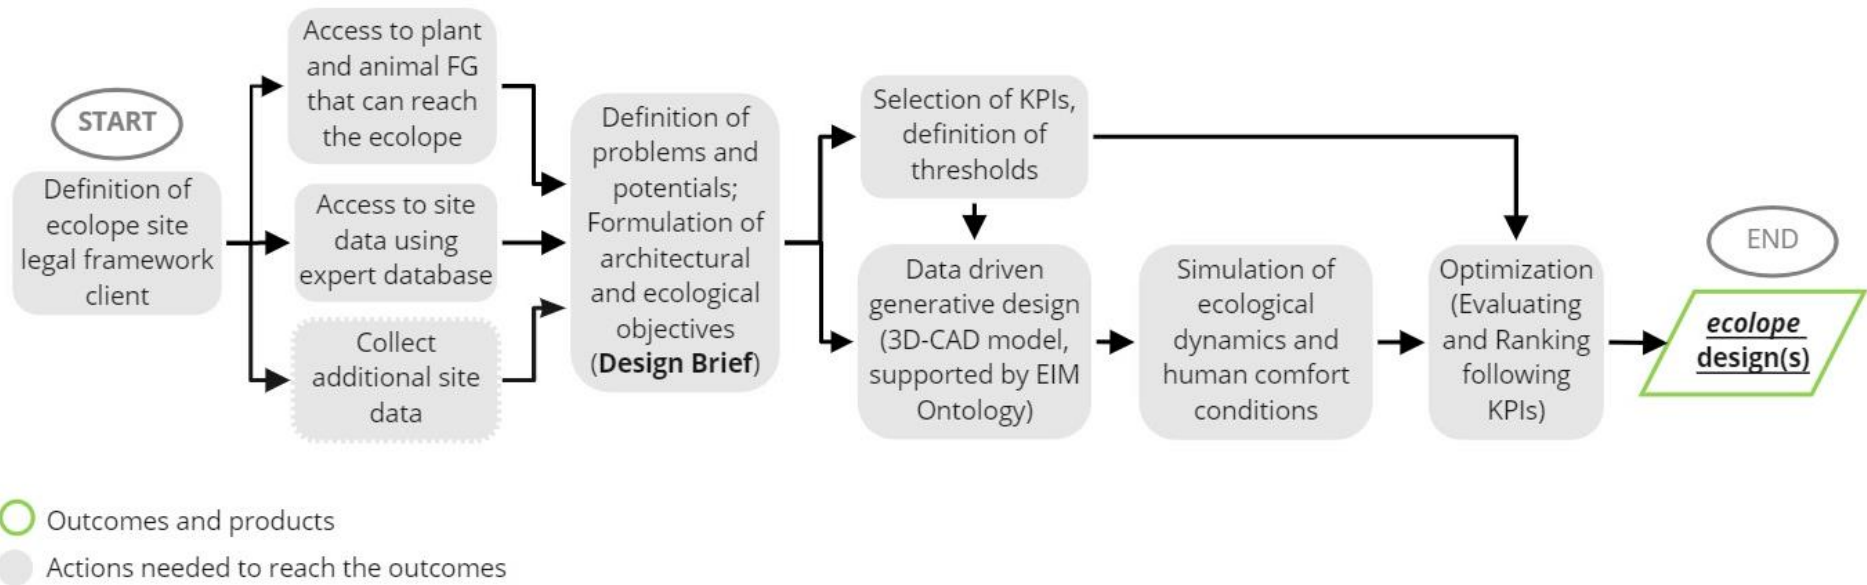 START
Definition of
ecolope site
legal framework
client
Access to plant
and animal FG
that can reach
the ecolope
Access to site
data using
expert database
Collect
additional site
data
Definition of
problems and
potentials;
Formulation of
architectural
and ecological
objectives
(Design Brief)
Selection of KPIs,
definition of
thresholds
Data driven
generative design
(3D-CAD model,
supported by EIM
Ontology)
Simulation of
ecological
dynamics and
human comfort
conditions
Optimization
(Evaluating
and Ranking
following
KPIs)
END
ecolope
design(s)
Outcomes and products
Actions needed to reach the outcomes